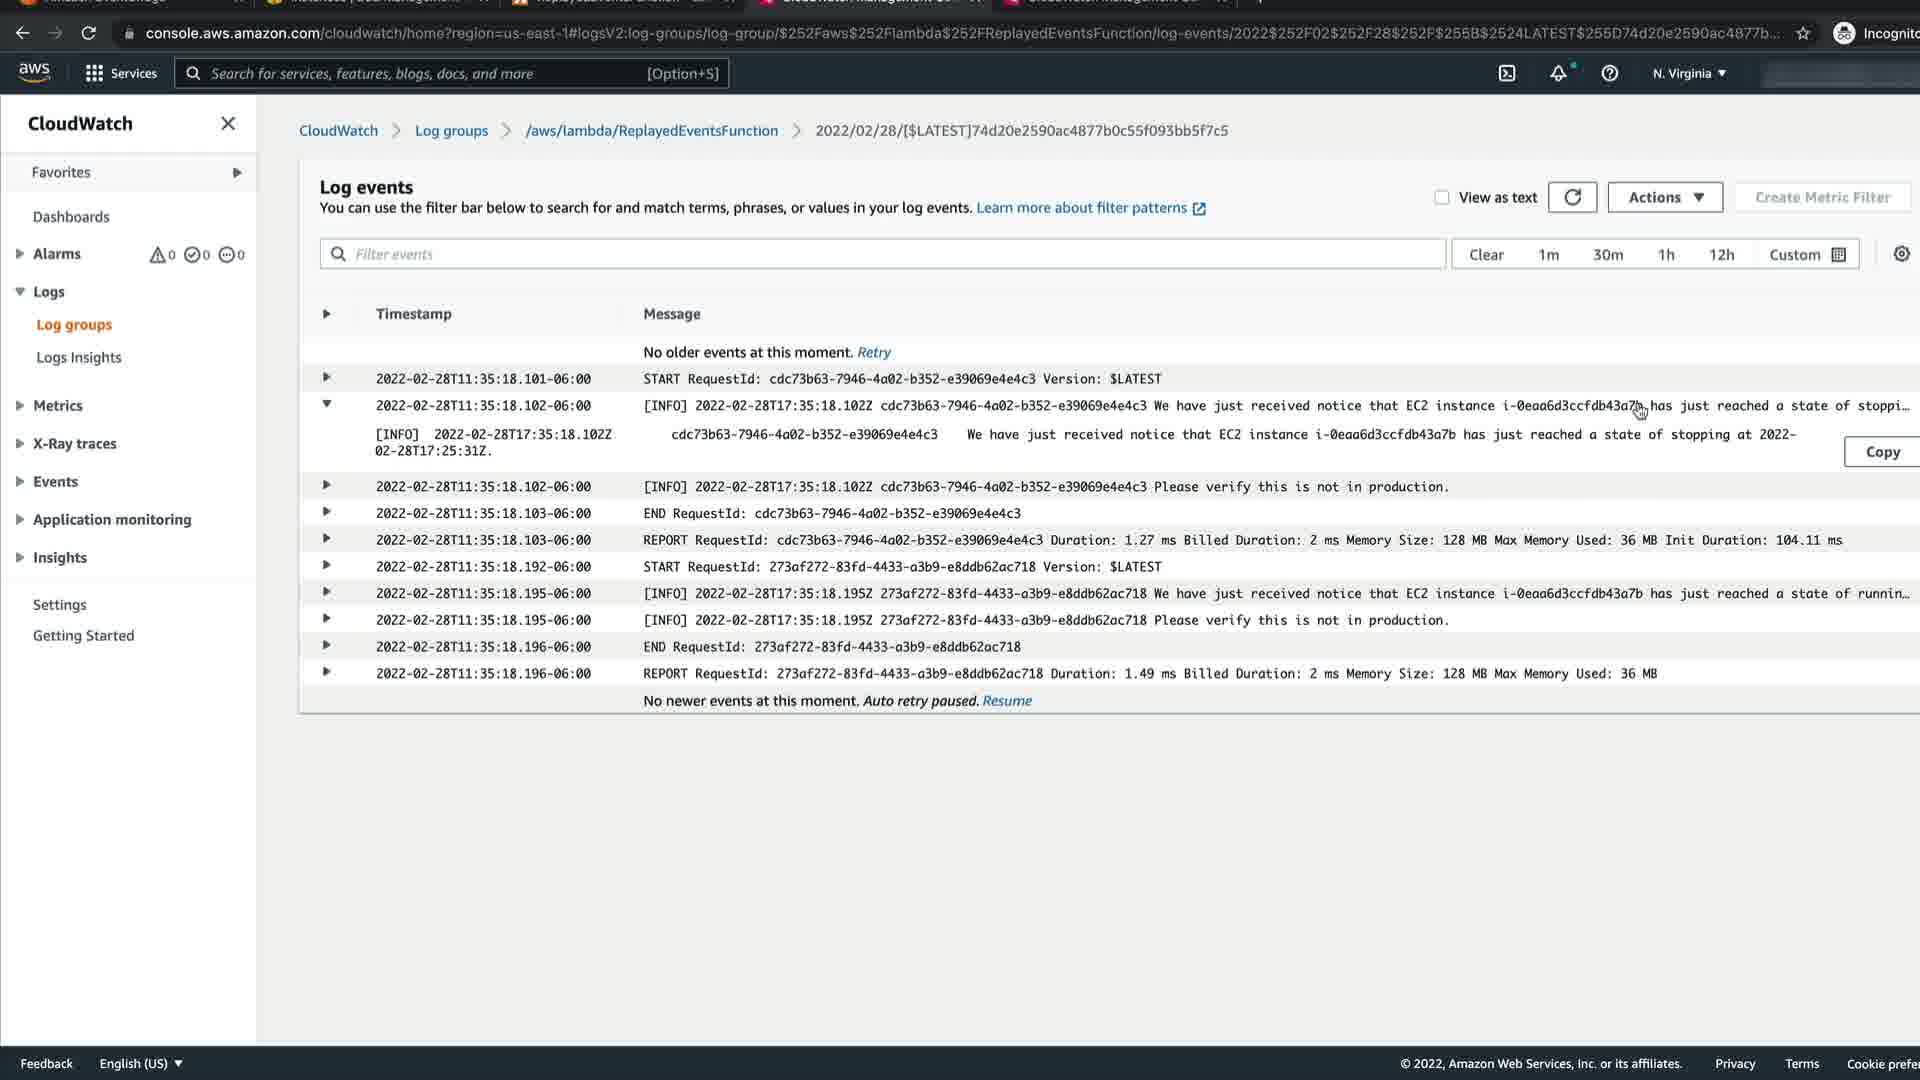 console.aws.amazon.com/cloudwatch/home?region=us-east-1#logsV2:log-groups/log-group/$252Faws$252Flambda$252FReplayedEventsFunction/log-events/2022$252F02$252F28$252F$255B$2524LATEST$255D74d20e2590ac4877b...
Incognito
aws
Services
Search for services, features, blogs, docs, and more
[Option+S]
N. Virginia
CloudWatch
Favorites
Dashboards
Alarms 0 0 0
Logs
Log groups
Logs Insights
Metrics
X-Ray traces
Events
Application monitoring
Insights
Settings
Getting Started
CloudWatch
Log groups
/aws/lambda/ReplayedEventsFunction
2022/02/28/[$LATEST]74d20e2590ac4877b0c55f093bb5f7c5
Log events
You can use the filter bar below to search for and match terms, phrases, or values in your log events. Learn more about filter patterns
View as text
Actions
Create Metric Filter
Filter events
Clear 1m 30m 1h 12h Custom
Timestamp Message
No older events at this moment. Retry
2022-02-28T11:35:18.101-06:00 START RequestId: cdc73b63-7946-4a02-b352-e39069e4e4c3 Version: $LATEST
2022-02-28T11:35:18.102-06:00 [INFO] 2022-02-28T17:35:18.102Z cdc73b63-7946-4a02-b352-e39069e4e4c3 We have just received notice that EC2 instance i-0eaa6d3ccfdb43a7b has just reached a state of stoppi…
[INFO] 2022-02-28T17:35:18.102Z cdc73b63-7946-4a02-b352-e39069e4e4c3 We have just received notice that EC2 instance i-0eaa6d3ccfdb43a7b has just reached a state of stopping at 2022-
02-28T17:25:31Z.
Copy
2022-02-28T11:35:18.102-06:00 [INFO] 2022-02-28T17:35:18.102Z cdc73b63-7946-4a02-b352-e39069e4e4c3 Please verify this is not in production.
2022-02-28T11:35:18.103-06:00 END RequestId: cdc73b63-7946-4a02-b352-e39069e4e4c3
2022-02-28T11:35:18.103-06:00 REPORT RequestId: cdc73b63-7946-4a02-b352-e39069e4e4c3 Duration: 1.27 ms Billed Duration: 2 ms Memory Size: 128 MB Max Memory Used: 36 MB Init Duration: 104.11 ms
2022-02-28T11:35:18.192-06:00 START RequestId: 273af272-83fd-4433-a3b9-e8ddb62ac718 Version: $LATEST
2022-02-28T11:35:18.195-06:00 [INFO] 2022-02-28T17:35:18.195Z 273af272-83fd-4433-a3b9-e8ddb62ac718 We have just received notice that EC2 instance i-0eaa6d3ccfdb43a7b has just reached a state of runnin…
2022-02-28T11:35:18.195-06:00 [INFO] 2022-02-28T17:35:18.195Z 273af272-83fd-4433-a3b9-e8ddb62ac718 Please verify this is not in production.
2022-02-28T11:35:18.196-06:00 END RequestId: 273af272-83fd-4433-a3b9-e8ddb62ac718
2022-02-28T11:35:18.196-06:00 REPORT RequestId: 273af272-83fd-4433-a3b9-e8ddb62ac718 Duration: 1.49 ms Billed Duration: 2 ms Memory Size: 128 MB Max Memory Used: 36 MB
No newer events at this moment. Auto retry paused. Resume
Feedback English (US)
© 2022, Amazon Web Services, Inc. or its affiliates. Privacy Terms Cookie prefe